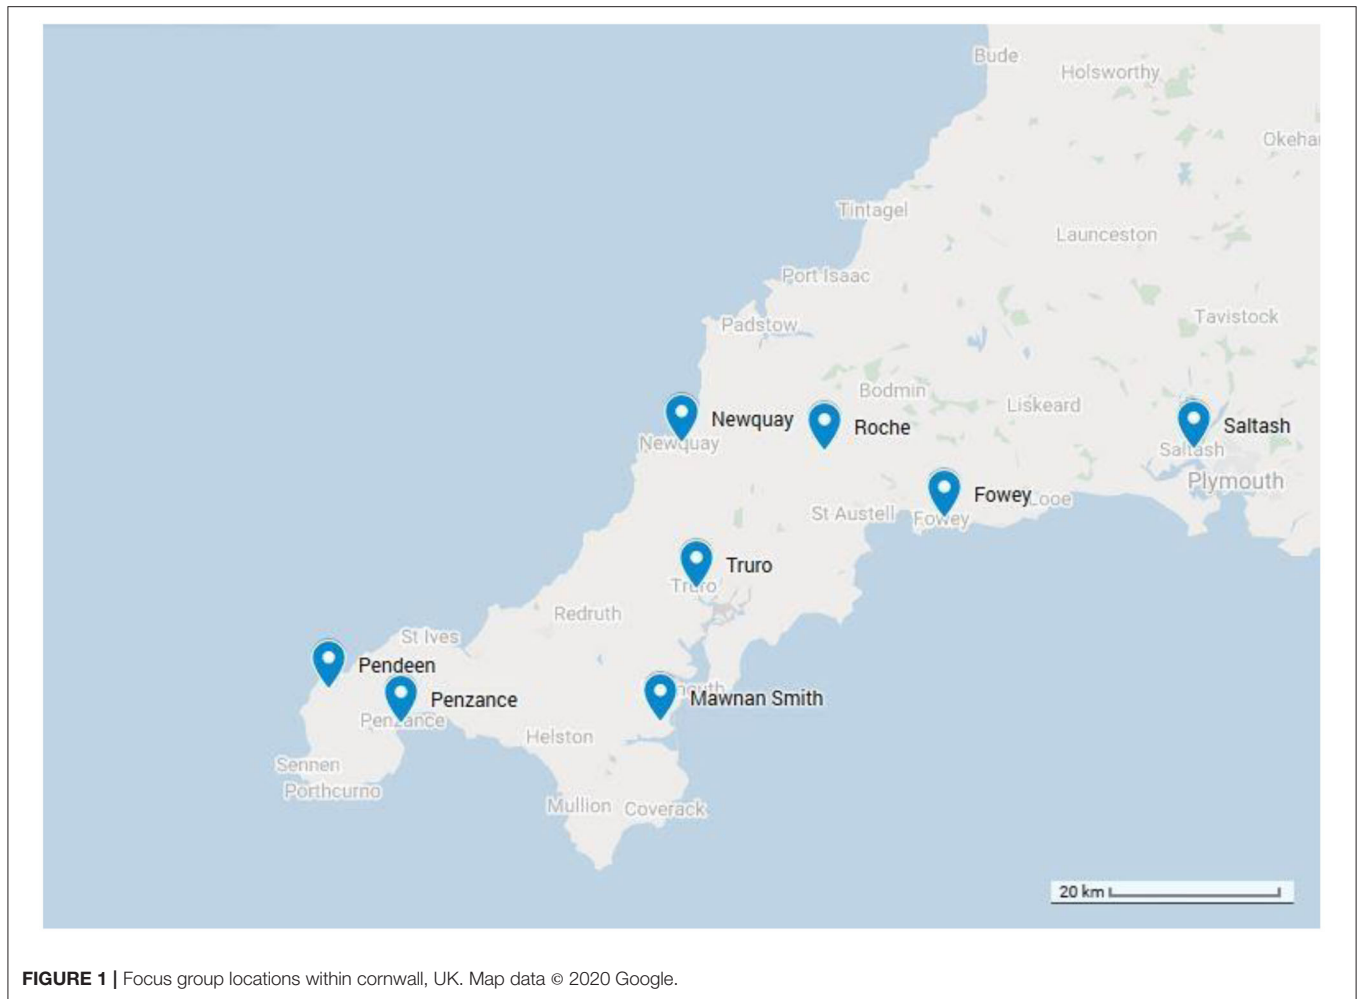 Bude
Holsworthy
Okeha
Tintagel
Launceston
Port Isaac
Tavistock
Padstow
Bodmin
Liskeard
Newquay
Roche
Saltash
Newquay
Saltash
Plymouth
Fowey
Looe
St Austell
Fowey
Truro
Truro
Redruth
St Ives
Pendeen
Penzance
Mawnan Smith
Penzance
Helston
Sennen
Porthcurno
Mullion
Coverack
20 km
FIGURE 1 | Focus group locations within cornwall, UK. Map data © 2020 Google.